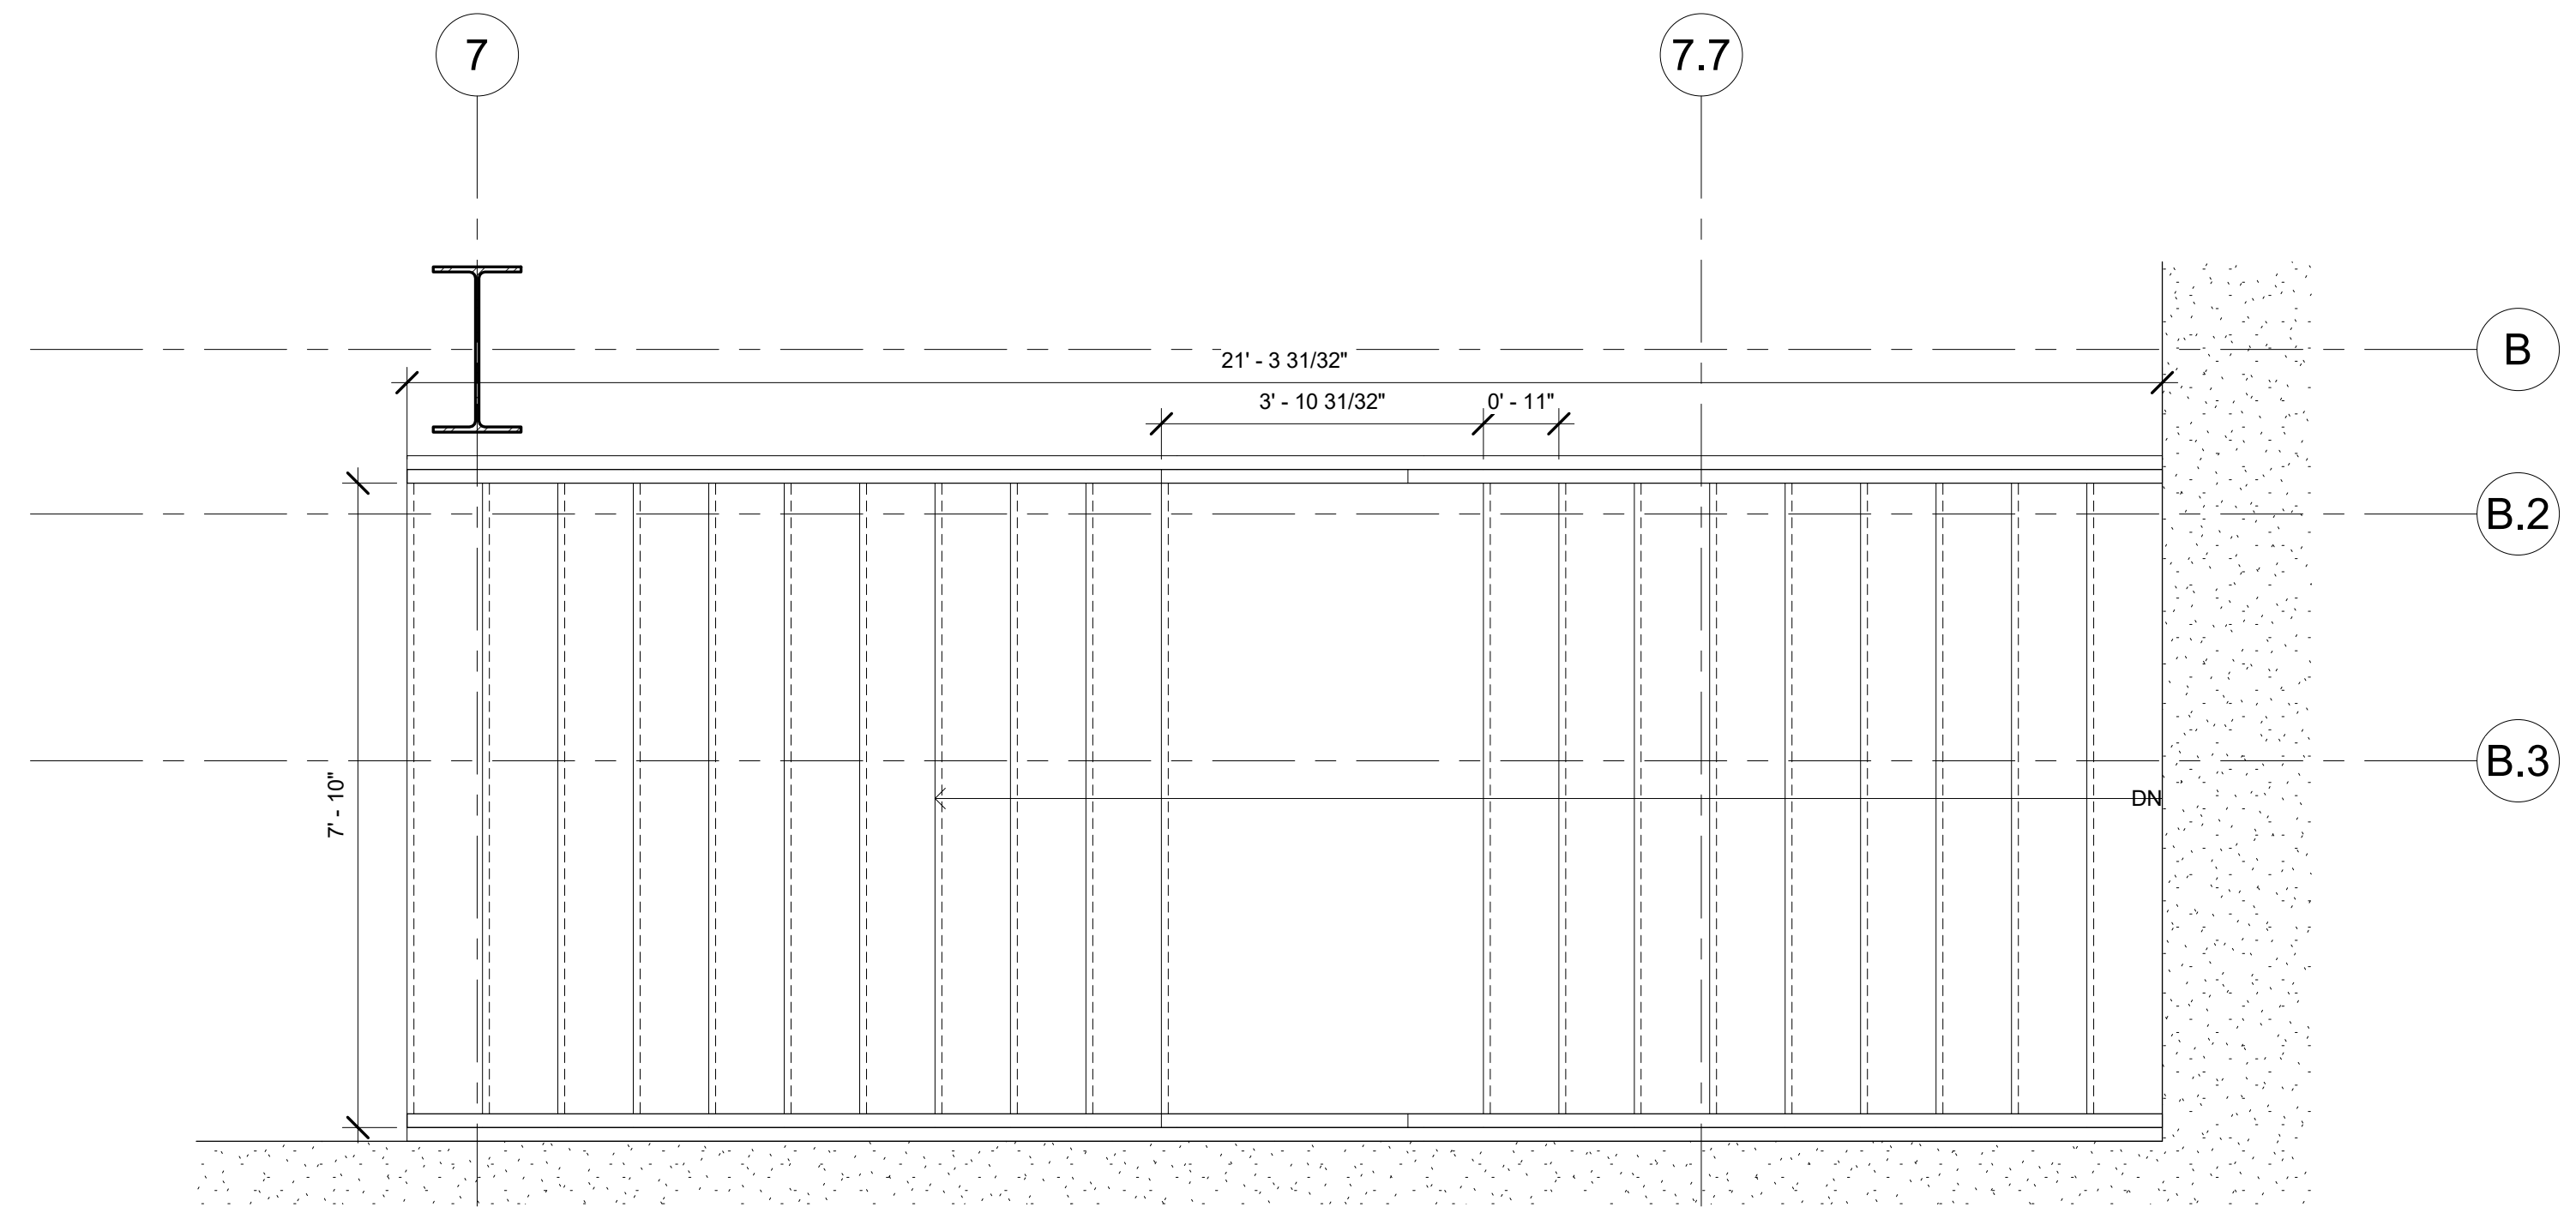 7
7.7
B
21' - 3 31/32"
3' - 10 31/32"
0' - 11"
B.2
B.3
7' - 10"
DN